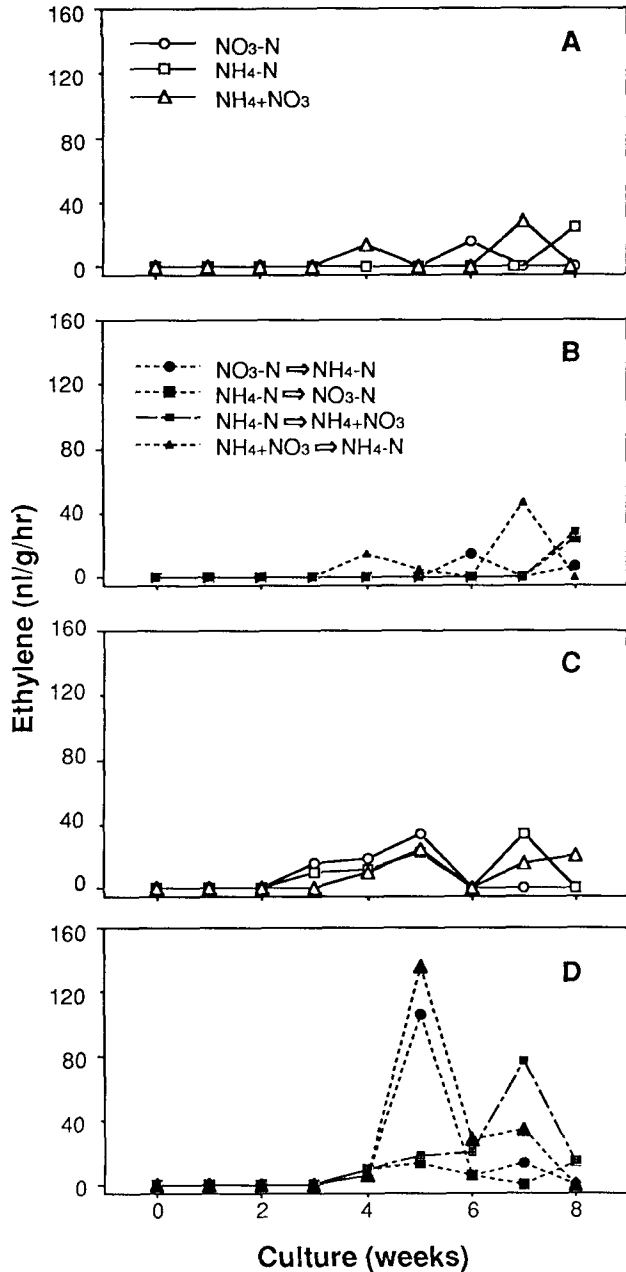 160
120
80
40
0
A
NO3-N
NH4-N
NH4+NO3
160
120
80
40
0
B
NO3-N ⇒ NH4-N
NH4-N ⇒ NO3-N
NH4-N ⇒ NH4+NO3
NH4+NO3 ⇒ NH4-N
160
120
80
40
0
C
160
120
80
40
0
D
0 2 4 6 8
Ethylene (nl/g/hr)
Culture (weeks)